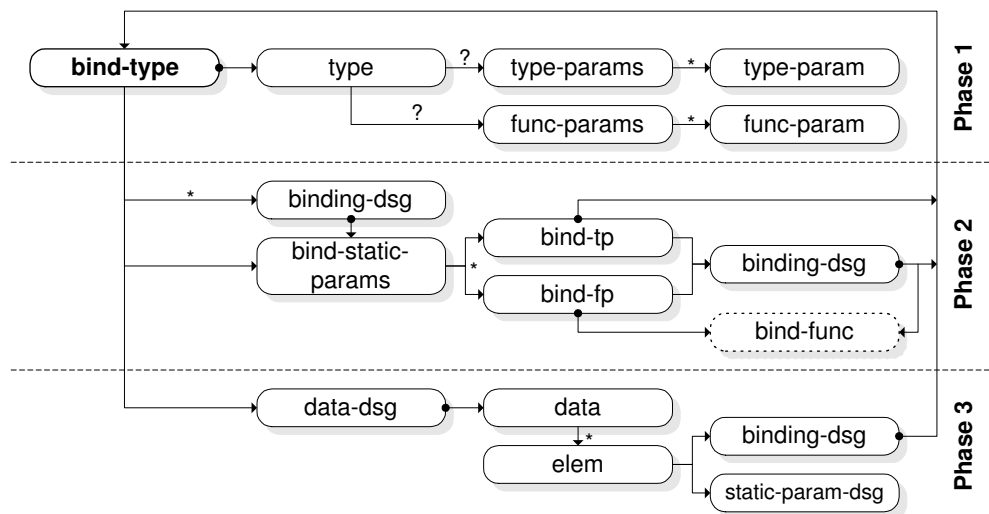 bind-type
type
?
type-params
*
type-param
?
func-params
*
func-param
Phase 1
*
binding-dsg
bind-static-
params
*
bind-tp
bind-fp
binding-dsg
bind-func
Phase 2
data-dsg
data
*
elem
binding-dsg
static-param-dsg
Phase 3